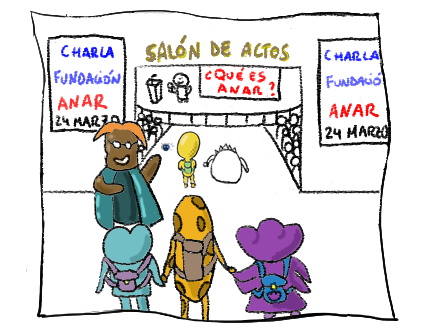 SALÓN DE ACTOS
CHARLA
FUNDACIÓN
ANAR
24 MARZO
¿QUÉ ES
ANAR?
CHARLA
FUNDACIÓ
ANAR
24 MARZO